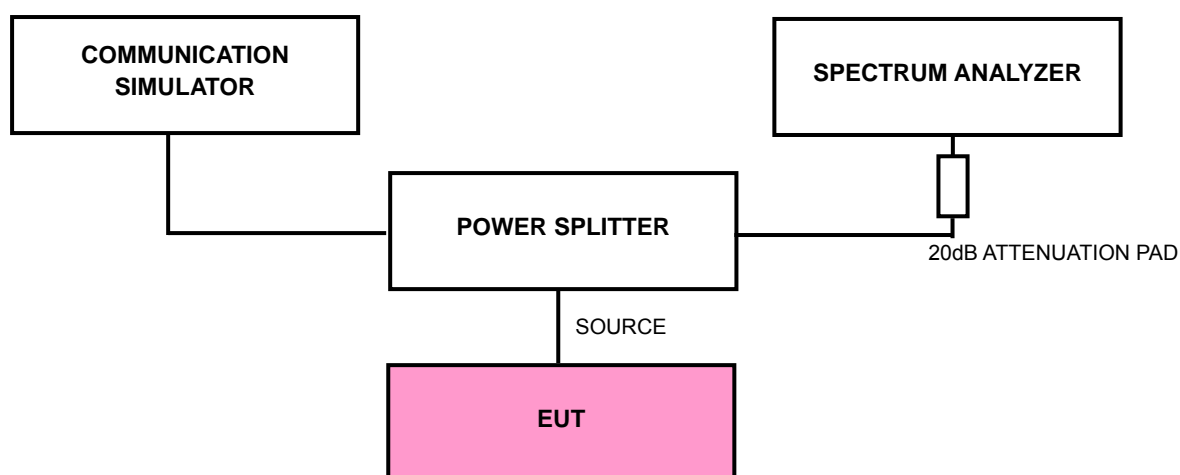 COMMUNICATION
SIMULATOR
SPECTRUM ANALYZER
POWER SPLITTER
20dB ATTENUATION PAD
SOURCE
EUT